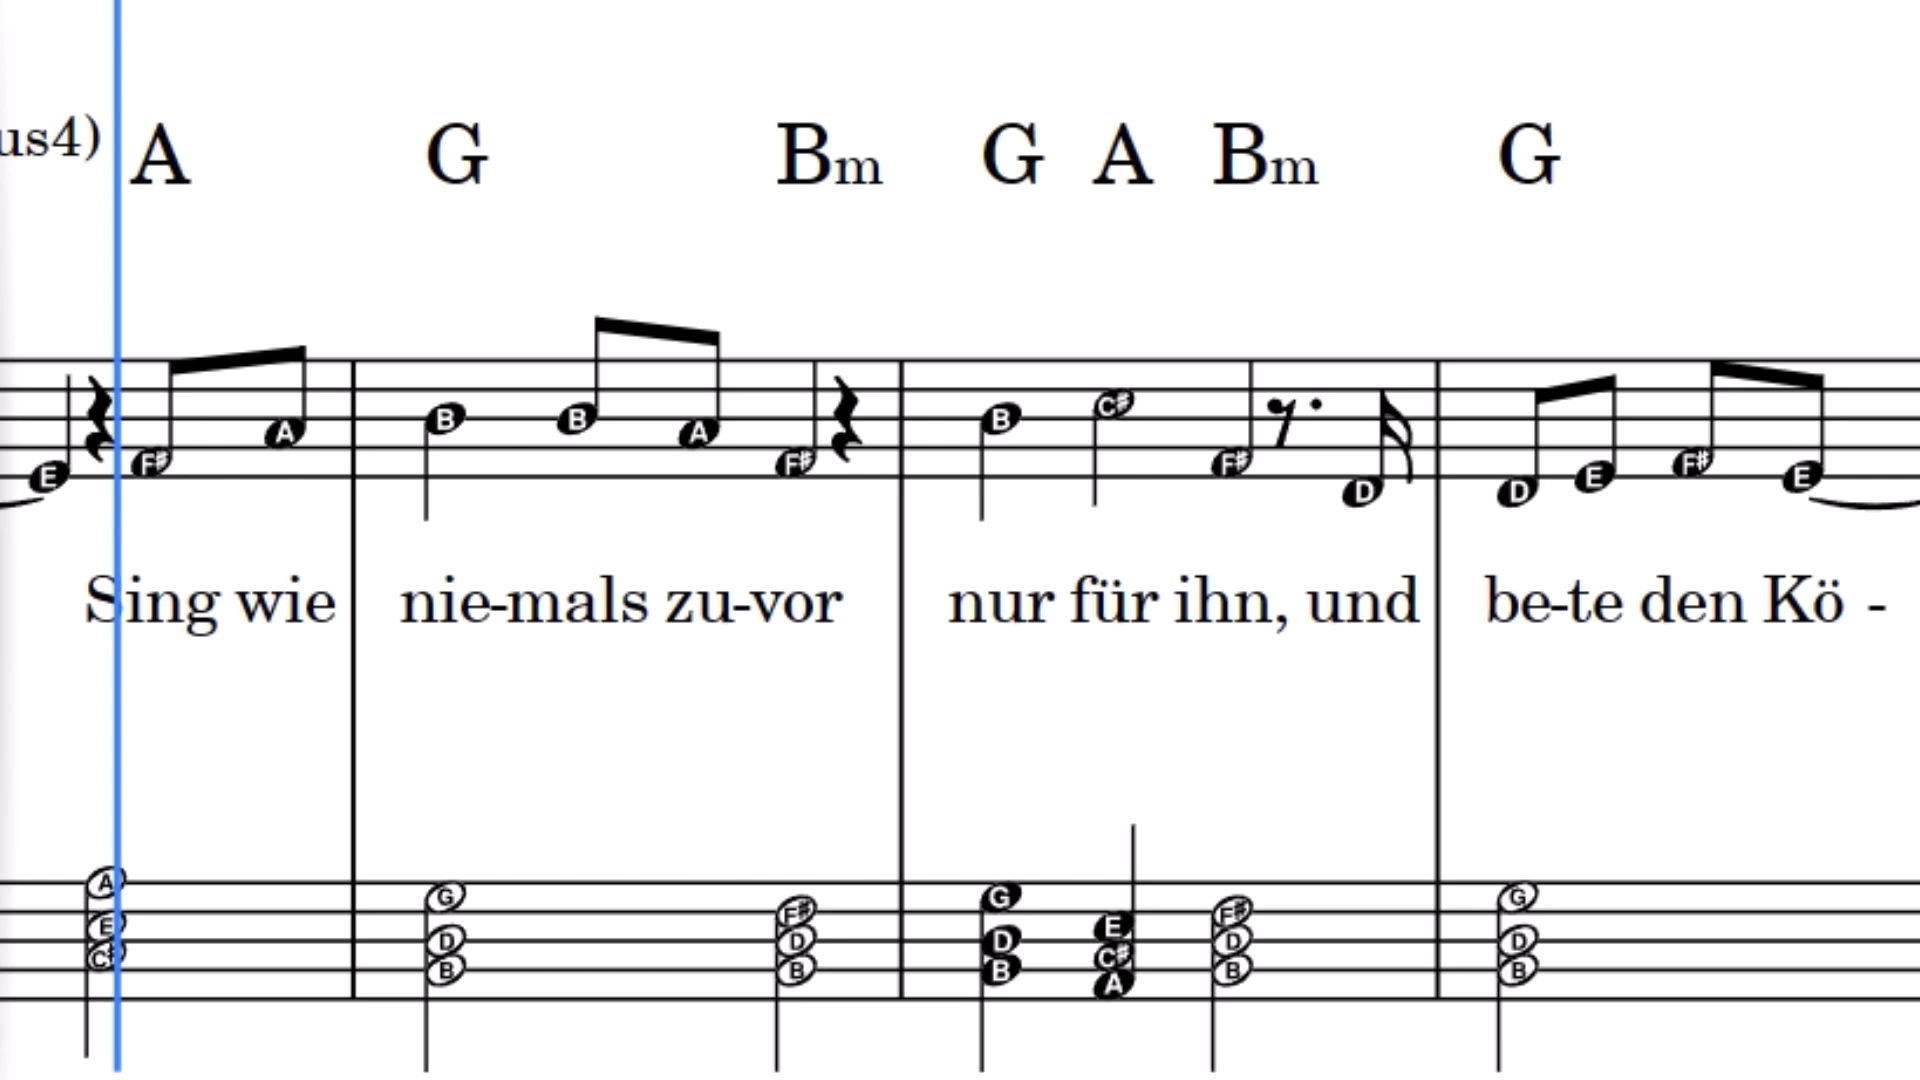 us4) A G Bm G A Bm G
E F# A B B A F# B C# F# D D E F# E
Sing wie nie-mals zu-vor nur für ihn, und be-te den Kö -
A G F# G E F# G
E D D D C# D D
C# B B B A B B